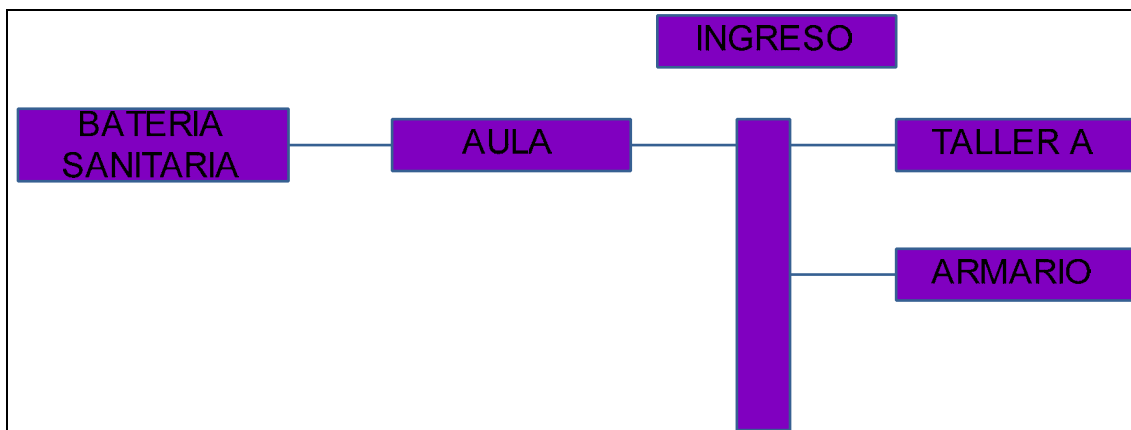 INGRESO
BATERIA
SANITARIA
AULA
TALLER A
ARMARIO